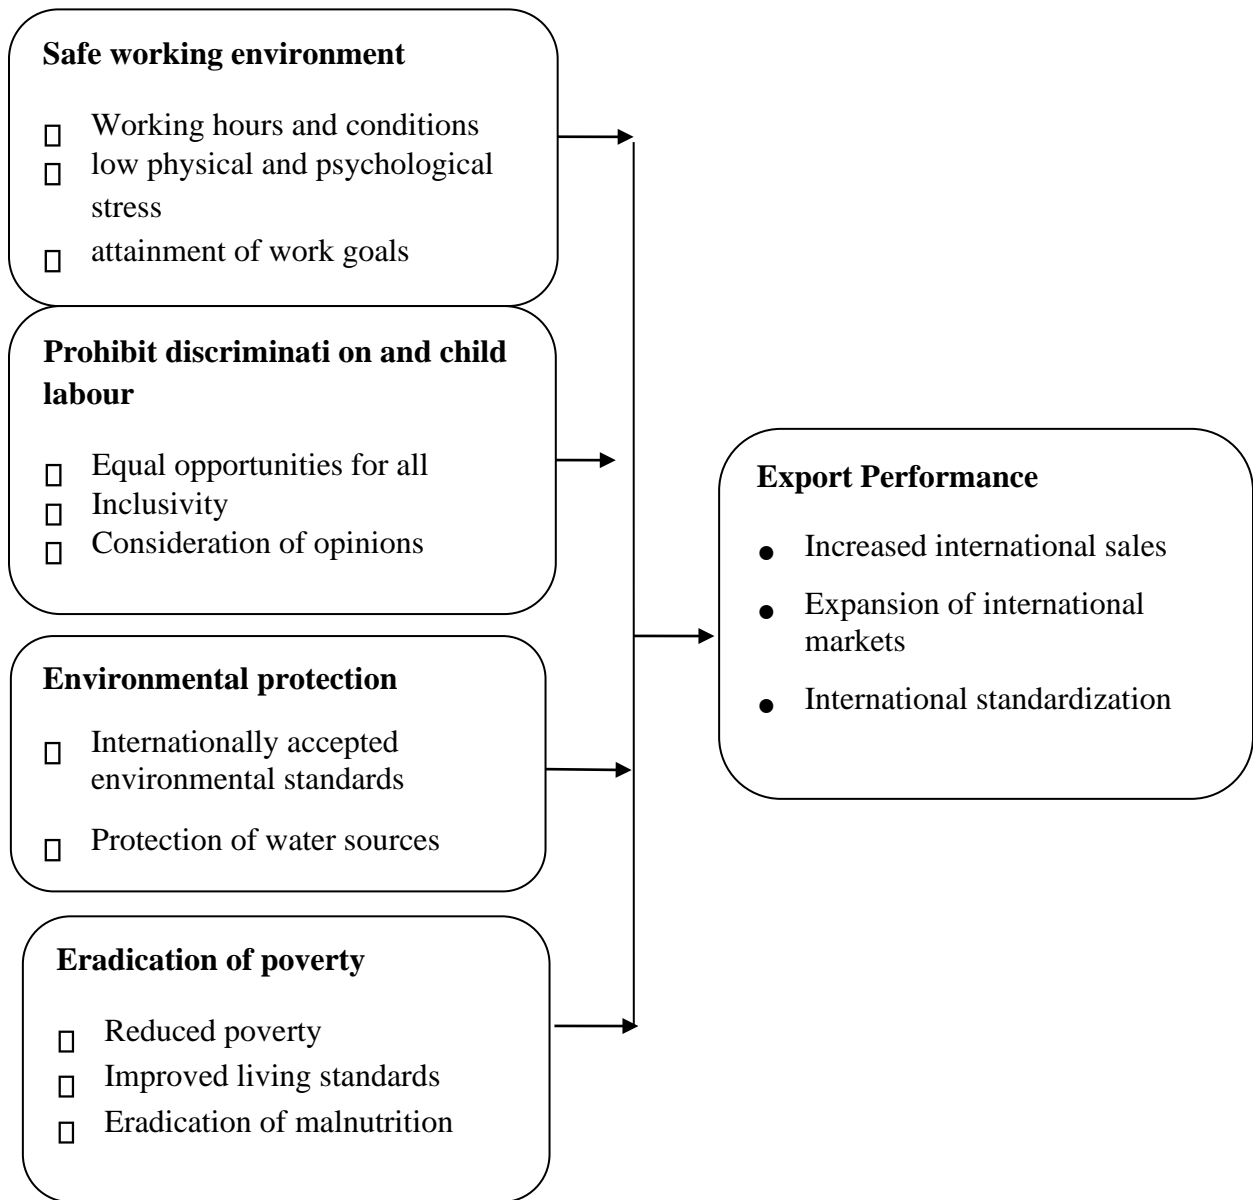 Safe working environment
Working hours and conditions
low physical and psychological
stress
attainment of work goals
Prohibit discriminati on and child
labour
Equal opportunities for all
Inclusivity
Consideration of opinions
Environmental protection
Internationally accepted
environmental standards
Protection of water sources
Eradication of poverty
Reduced poverty
Improved living standards
Eradication of malnutrition
Export Performance
● Increased international sales
● Expansion of international
markets
● International standardization